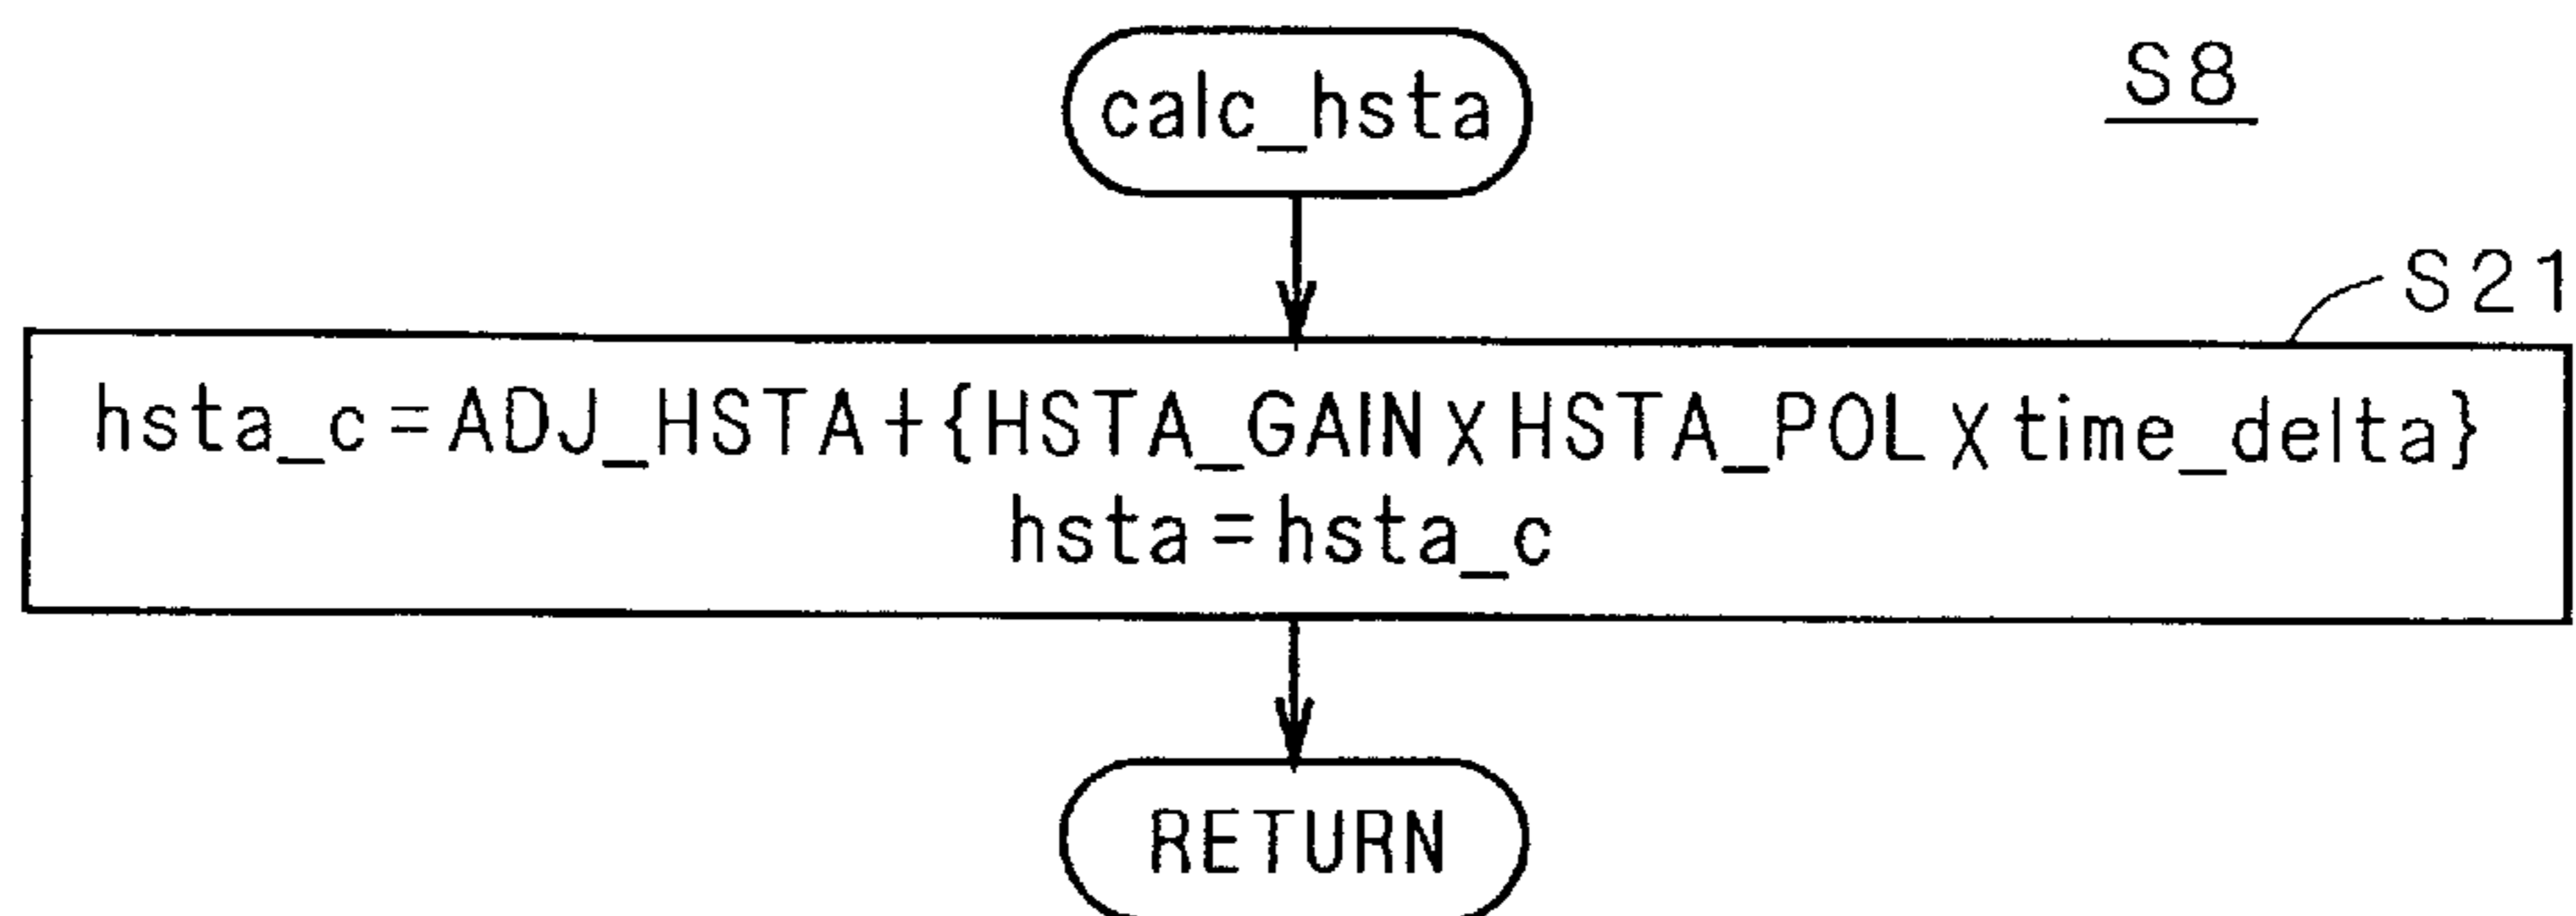 calc_hsta
S8
S21
hsta_c=ADJ_HSTA+{HSTA_GAIN×HSTA_POL×time_delta}
hsta=hsta_c
RETURN